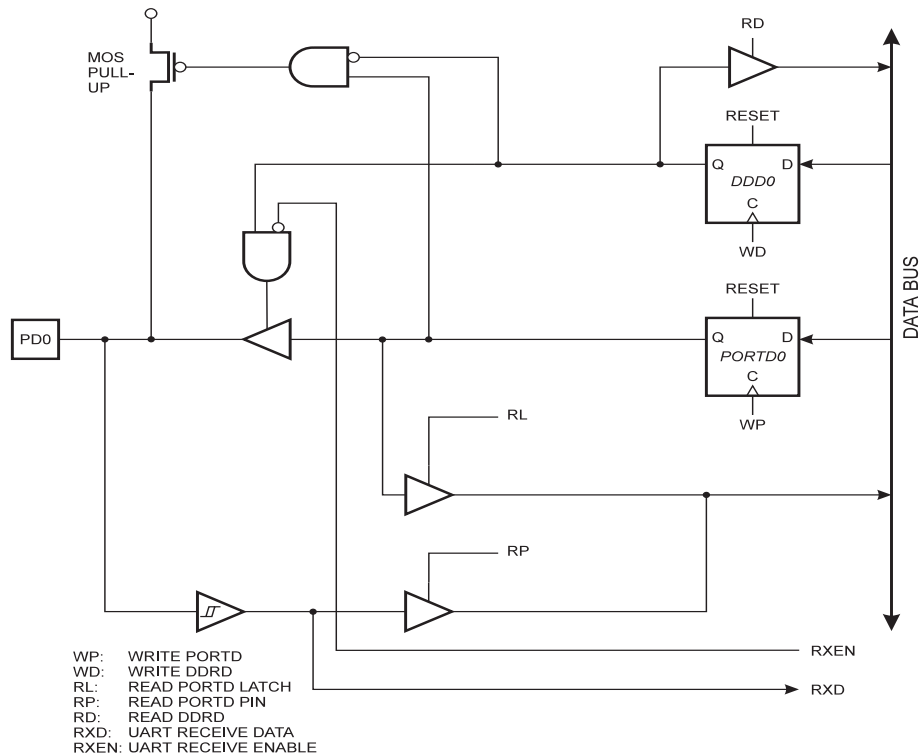 RD
MOS
PULL-
UP
RESET
Q D
DDD0
C
WD
RESET
PD0
Q D
PORTD0
C
WP
DATA BUS
RL
RP
RXEN
RXD
WP: WRITE PORTD
WD: WRITE DDRD
RL: READ PORTD LATCH
RP: READ PORTD PIN
RD: READ DDRD
RXD: UART RECEIVE DATA
RXEN: UART RECEIVE ENABLE